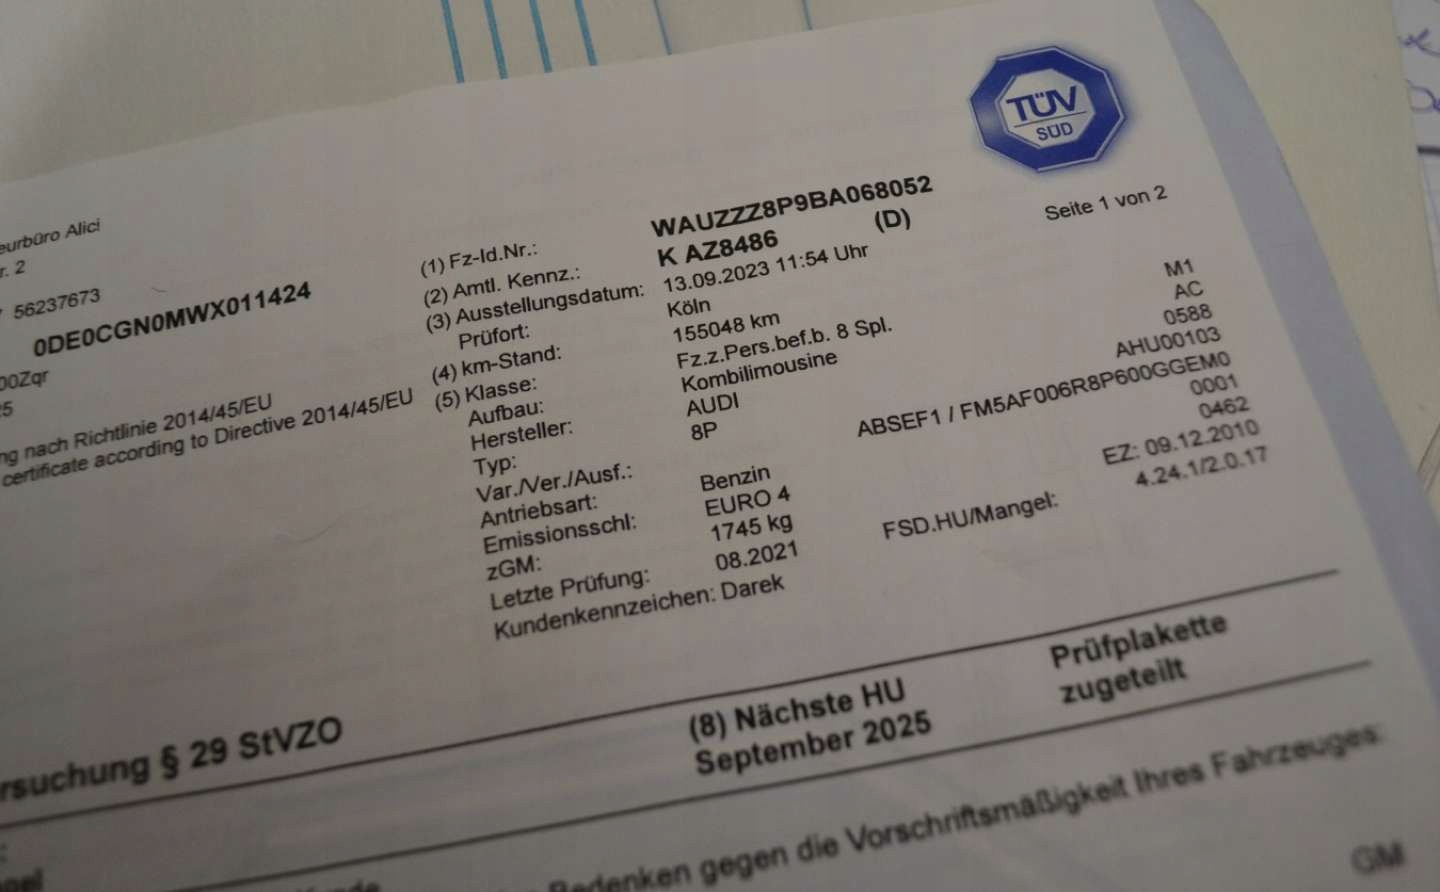 TÜV
SÜD
Seite 1 von 2
eurbüro Alici
r. 2
56237673
0DE0CGN0MWX011424
00Zqr
25
ng nach Richtlinie 2014/45/EU
certificate according to Directive 2014/45/EU
(1) Fz-Id.Nr.: WAUZZZ8P9BA068052
(2) Amtl. Kennz.: K AZ8486 (D)
(3) Ausstellungsdatum: 13.09.2023 11:54 Uhr
Prüfort: Köln
(4) km-Stand: 155048 km
(5) Klasse: Fz.z.Pers.bef.b. 8 Spl. M1
Aufbau: Kombilimousine AC
Hersteller: AUDI 0588
Typ: 8P AHU00103
Var./Ver./Ausf.: ABSEF1 / FM5AF006R8P600GGEM0
Antriebsart: Benzin 0001
Emissionsschl: EURO 4 0462
zGM: 1745 kg EZ: 09.12.2010
Letzte Prüfung: 08.2021 FSD.HU/Mangel: 4.24.1/2.0.17
Kundenkennzeichen: Darek
rsuchung § 29 StVZO
(8) Nächste HU
September 2025
Prüfplakette
zugeteilt
Bedenken gegen die Vorschriftsmäßigkeit Ihres Fahrzeuges:
GM